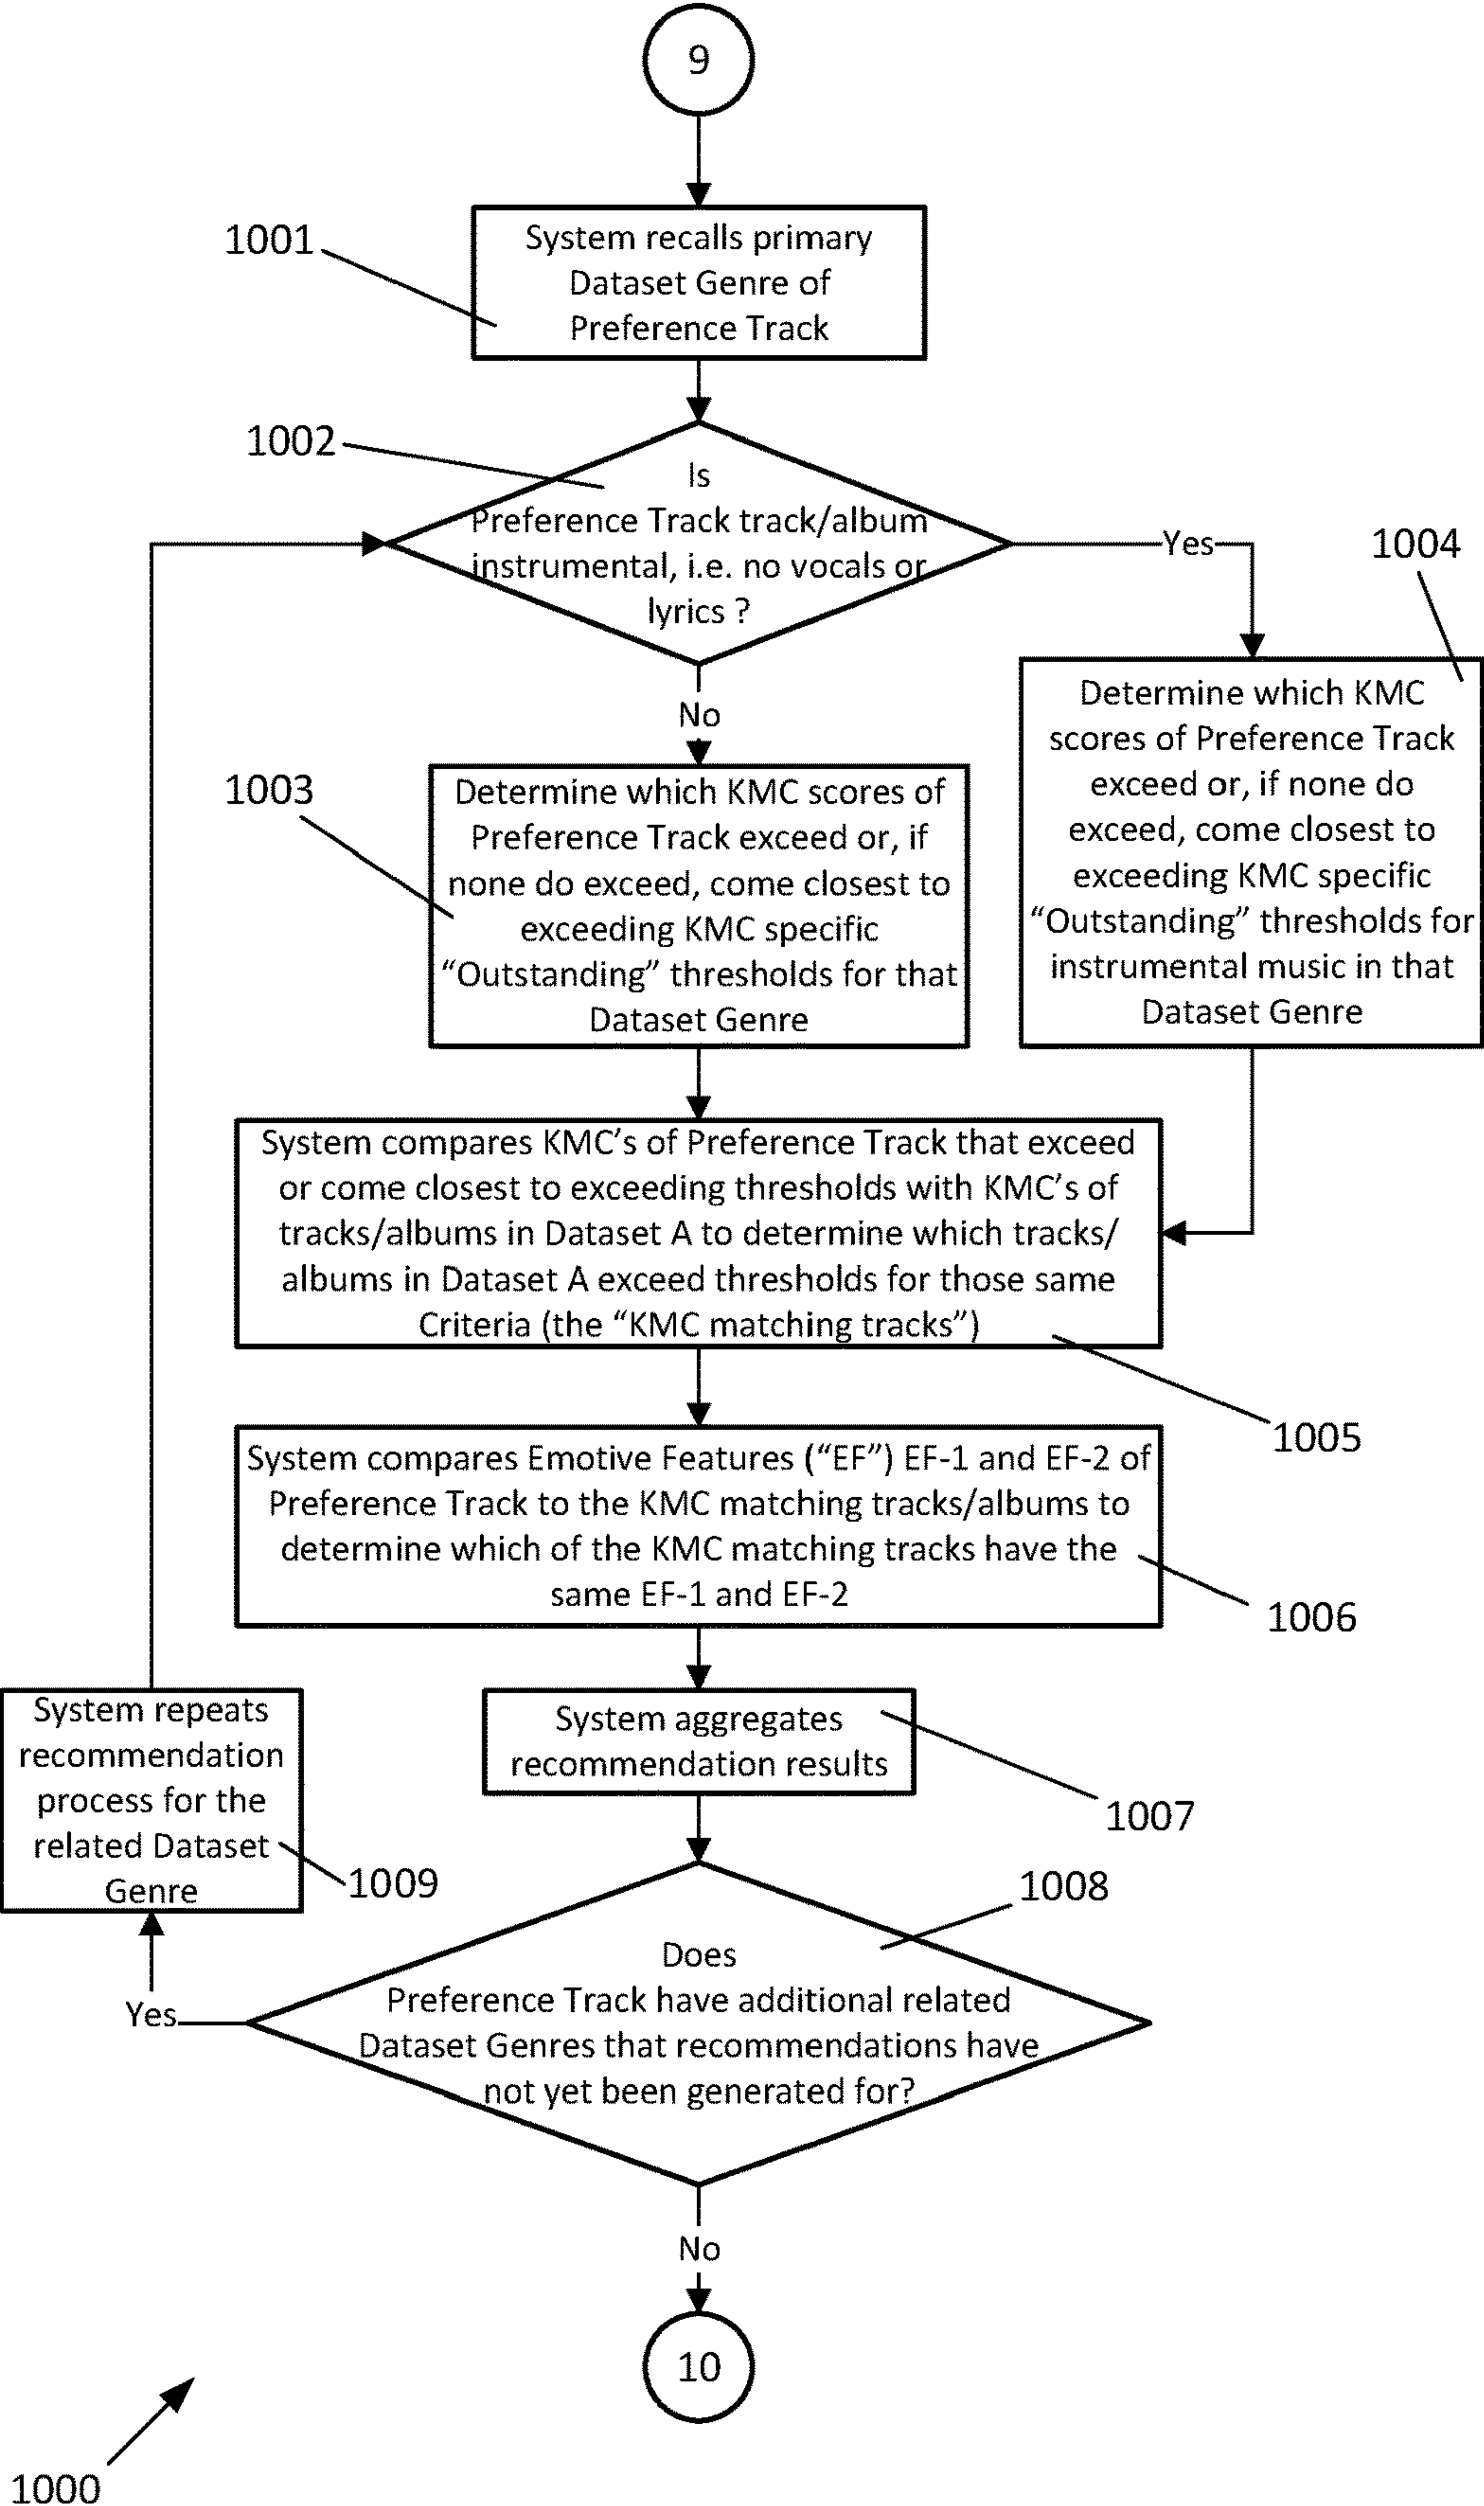 9
1001
System recalls primary
Dataset Genre of
Preference Track
1002
Is
Preference Track track/album
instrumental, i.e. no vocals or
lyrics ?
Yes
1004
No
1003
Determine which KMC scores of
Preference Track exceed or, if
none do exceed, come closest to
exceeding KMC specific
“Outstanding” thresholds for that
Dataset Genre
Determine which KMC
scores of Preference Track
exceed or, if none do
exceed, come closest to
exceeding KMC specific
“Outstanding” thresholds for
instrumental music in that
Dataset Genre
System compares KMC’s of Preference Track that exceed
or come closest to exceeding thresholds with KMC’s of
tracks/albums in Dataset A to determine which tracks/
albums in Dataset A exceed thresholds for those same
Criteria (the “KMC matching tracks”)
1005
System compares Emotive Features (“EF”) EF-1 and EF-2 of
Preference Track to the KMC matching tracks/albums to
determine which of the KMC matching tracks have the
same EF-1 and EF-2
1006
System repeats
recommendation
process for the
related Dataset
Genre
1009
System aggregates
recommendation results
1007
1008
Does
Preference Track have additional related
Dataset Genres that recommendations have
not yet been generated for?
Yes
No
10
1000